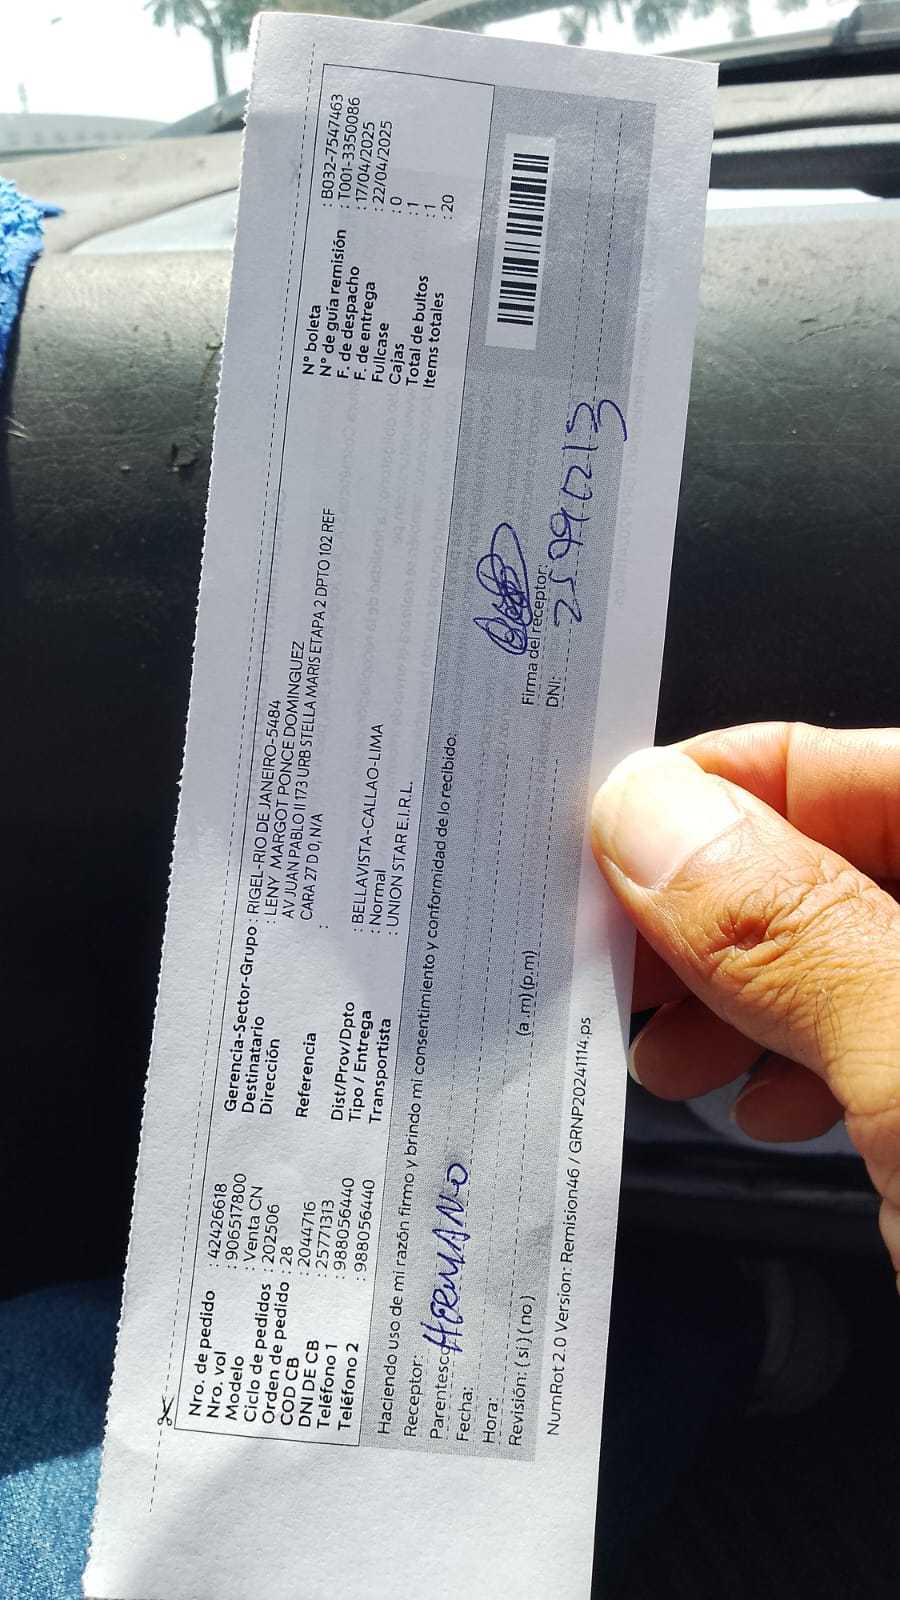 Nro. de pedido : 42426618
Nro. vol : 906517800
Modelo : Venta CN
Ciclo de pedidos : 202506
Orden de pedido : 28
COD CB : 2044716
DNI DE CB : 25771313
Teléfono 1 : 988056440
Teléfono 2 : 988056440
Gerencia-Sector-Grupo : RIGEL-RIO DE JANEIRO-5484
Destinatario : LENY MARGOT PONCE DOMINGUEZ
Dirección AV JUAN PABLO II 173 URB STELLA MARIS ETAPA 2 DPTO 102 REF
CARA 27D 0, N/A
Referencia :
Dist/Prov/Dpto : BELLAVISTA-CALLAO-LIMA
Tipo / Entrega : Normal
Transportista : UNION STAR E.I.R.L.
N° boleta : B032-7547463
N° de guía remisión : T001-3350086
F. de despacho : 17/04/2025
F. de entrega : 22/04/2025
Fullcase : 0
Cajas : 1
Total de bultos : 1
Items totales : 20
Haciendo uso de mi razón firmo y brindo mi consentimiento y conformidad de lo recibido:
Receptor:
Parentesco: HERMANO
Fecha:
Hora: (a .m) (p.m)
Revisión: ( si ) ( no )
Firma del receptor:
DNI:
NumRot 2.0 Version: Remision46 / GRNP20241114.ps